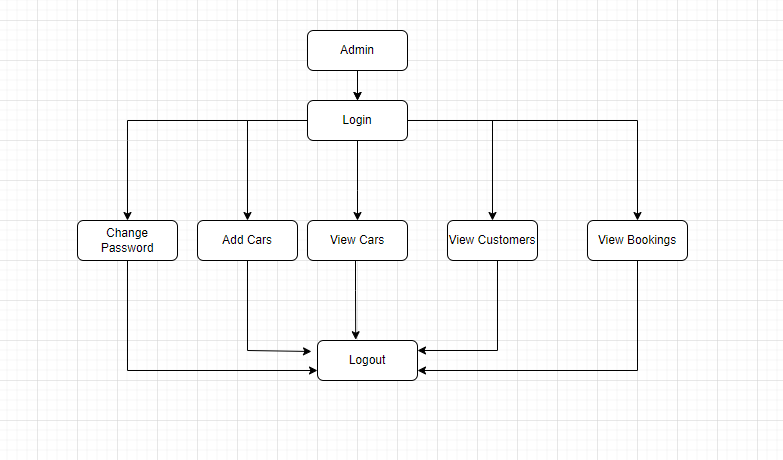 Admin
Login
Change
Password
Add Cars
View Cars
View Customers
View Bookings
Logout